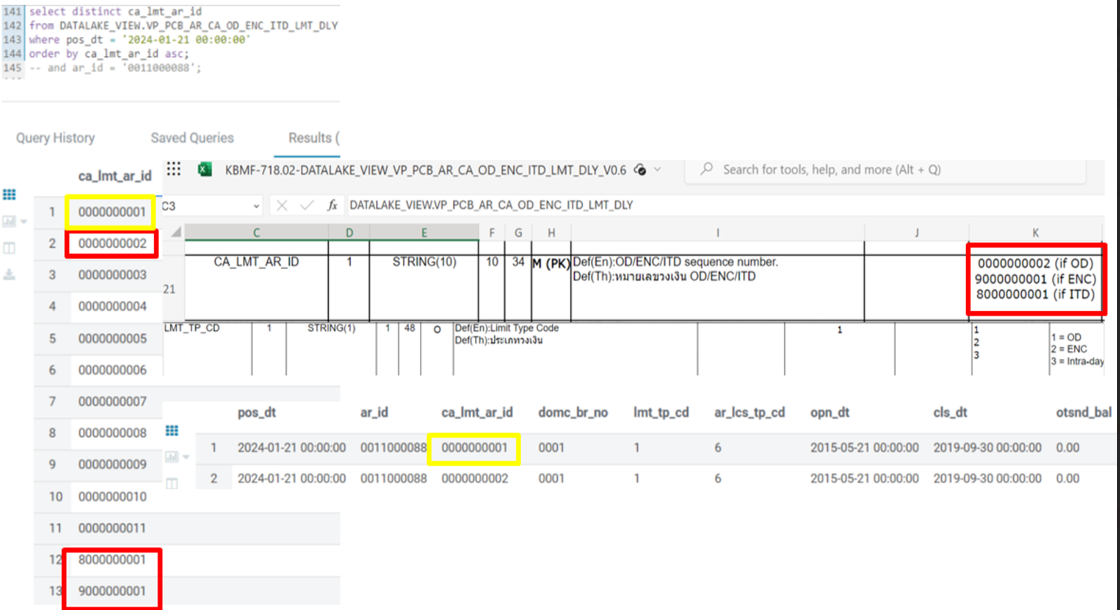 141 select distinct ca_lmt_ar_id
142 from DATALAKE_VIEW.VP_PCB_AR_CA_OD_ENC_ITD_LMT_DLY
143 where pos_dt = '2024-01-21 00:00:00'
144 order by ca_lmt_ar_id asc;
145 -- and ar_id = '0011000088';
Query History Saved Queries Results (
ca_lmt_ar_id
1 0000000001
2 0000000002
3 0000000003
4 0000000004
5 0000000005
6 0000000006
7 0000000007
8 0000000008
9 0000000009
10 0000000010
11 0000000011
12 8000000001
13 9000000001
KBMF-718.02-DATALAKE_VIEW_VP_PCB_AR_CA_OD_ENC_ITD_LMT_DLY_V0.6 Search for tools, help, and more (Alt + Q)
C3 fx DATALAKE_VIEW.VP_PCB_AR_CA_OD_ENC_ITD_LMT_DLY
C D E F G H I J K
21 CA_LMT_AR_ID 1 STRING(10) 10 34 M (PK) Def(En):OD/ENC/ITD sequence number. 0000000002 (if OD)
Def(Th):หมายเลขวงเงิน OD/ENC/ITD 9000000001 (if ENC)
8000000001 (if ITD)
LMT_TP_CD 1 STRING(1) 1 48 O Def(En):Limit Type Code 1 1 1 = OD
Def(Th):ประเภทวงเงิน 2 2 = ENC
3 3 = Intra-day
pos_dt ar_id ca_lmt_ar_id domc_br_no lmt_tp_cd ar_lcs_tp_cd opn_dt cls_dt otsnd_bal
1 2024-01-21 00:00:00 0011000088 0000000001 0001 1 6 2015-05-21 00:00:00 2019-09-30 00:00:00 0.00
2 2024-01-21 00:00:00 0011000088 0000000002 0001 1 6 2015-05-21 00:00:00 2019-09-30 00:00:00 0.00